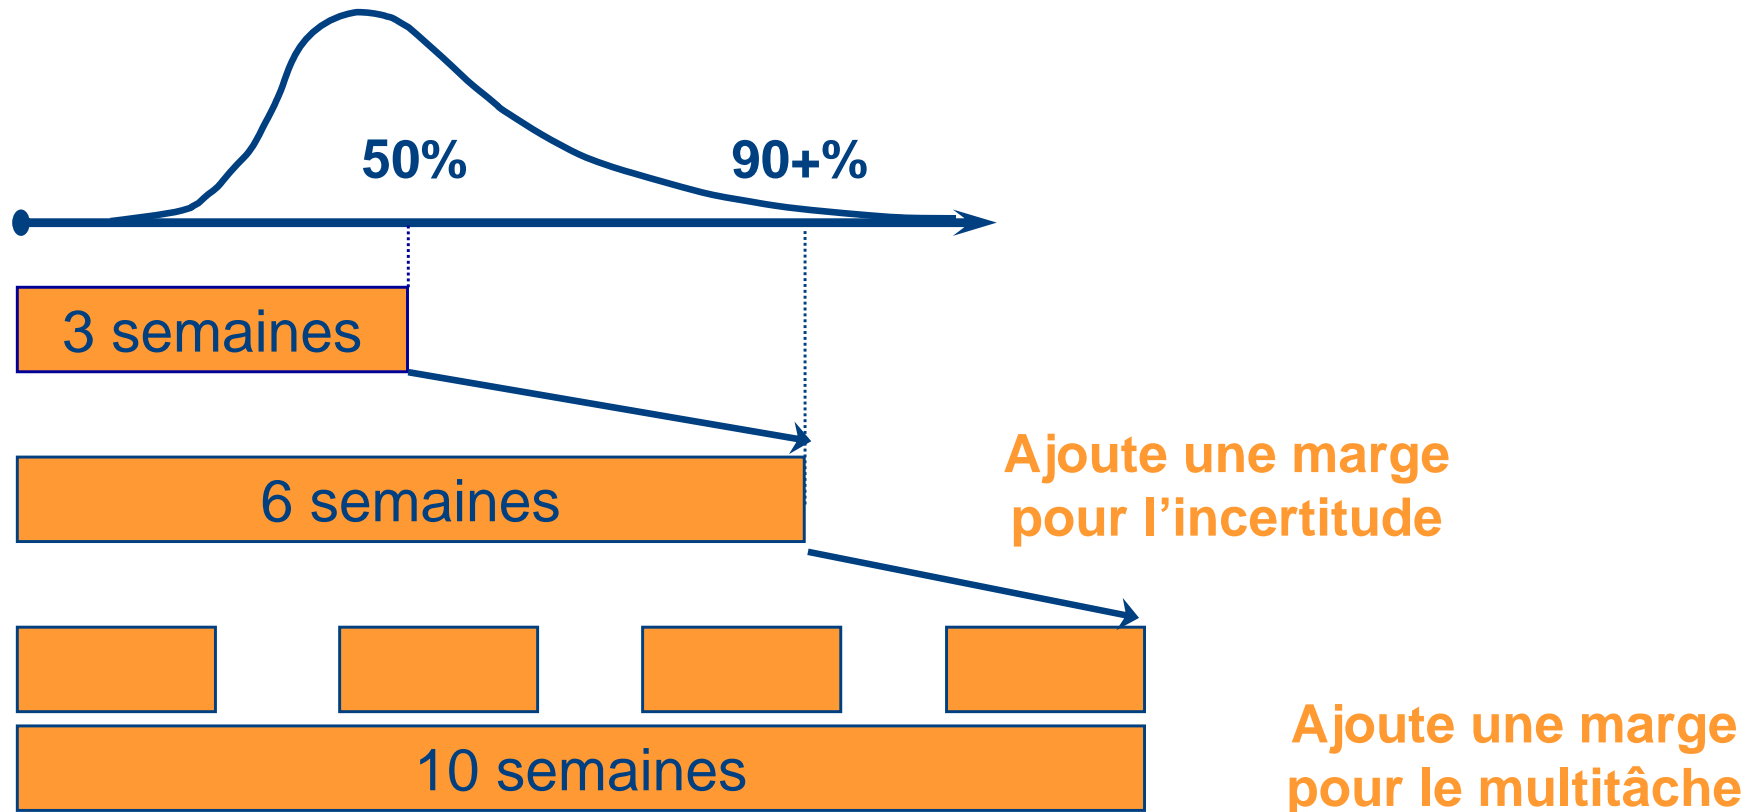 50%
90+%
3 semaines
6 semaines
Ajoute une marge
pour l’incertitude
10 semaines
Ajoute une marge
pour le multitâche